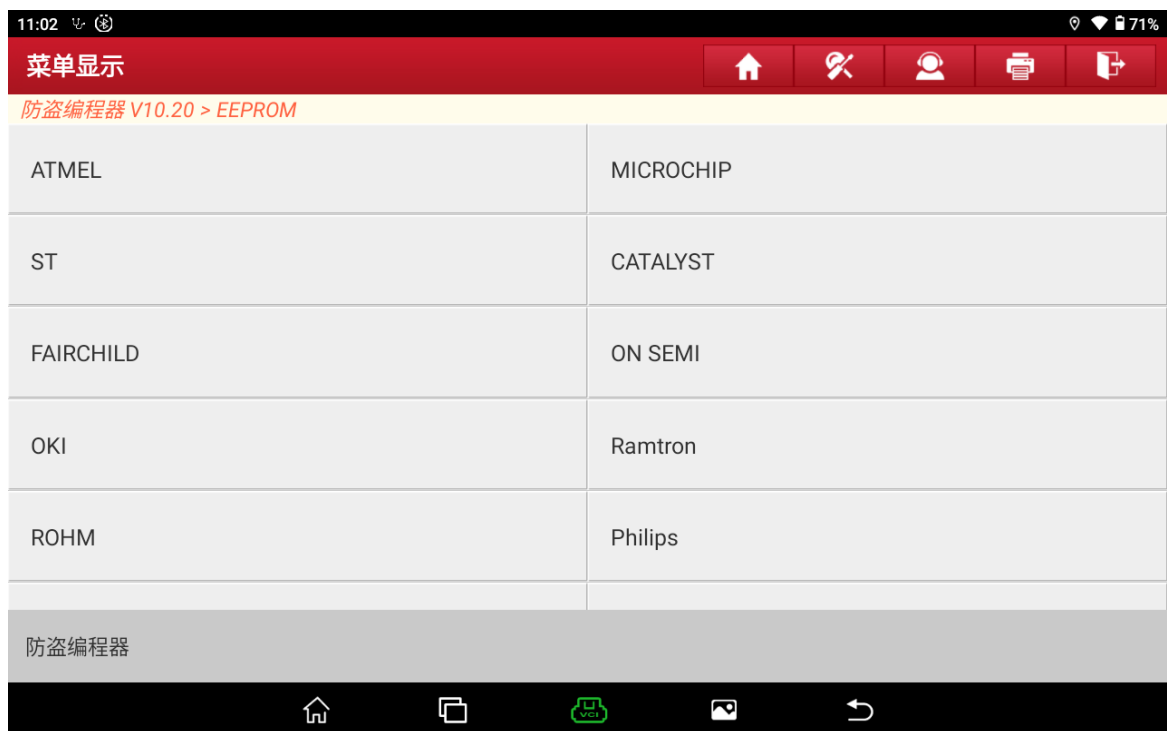 11:02 71%
菜单显示
防盗编程器 V10.20 > EEPROM
ATMEL MICROCHIP
ST CATALYST
FAIRCHILD ON SEMI
OKI Ramtron
ROHM Philips
防盗编程器
VCI